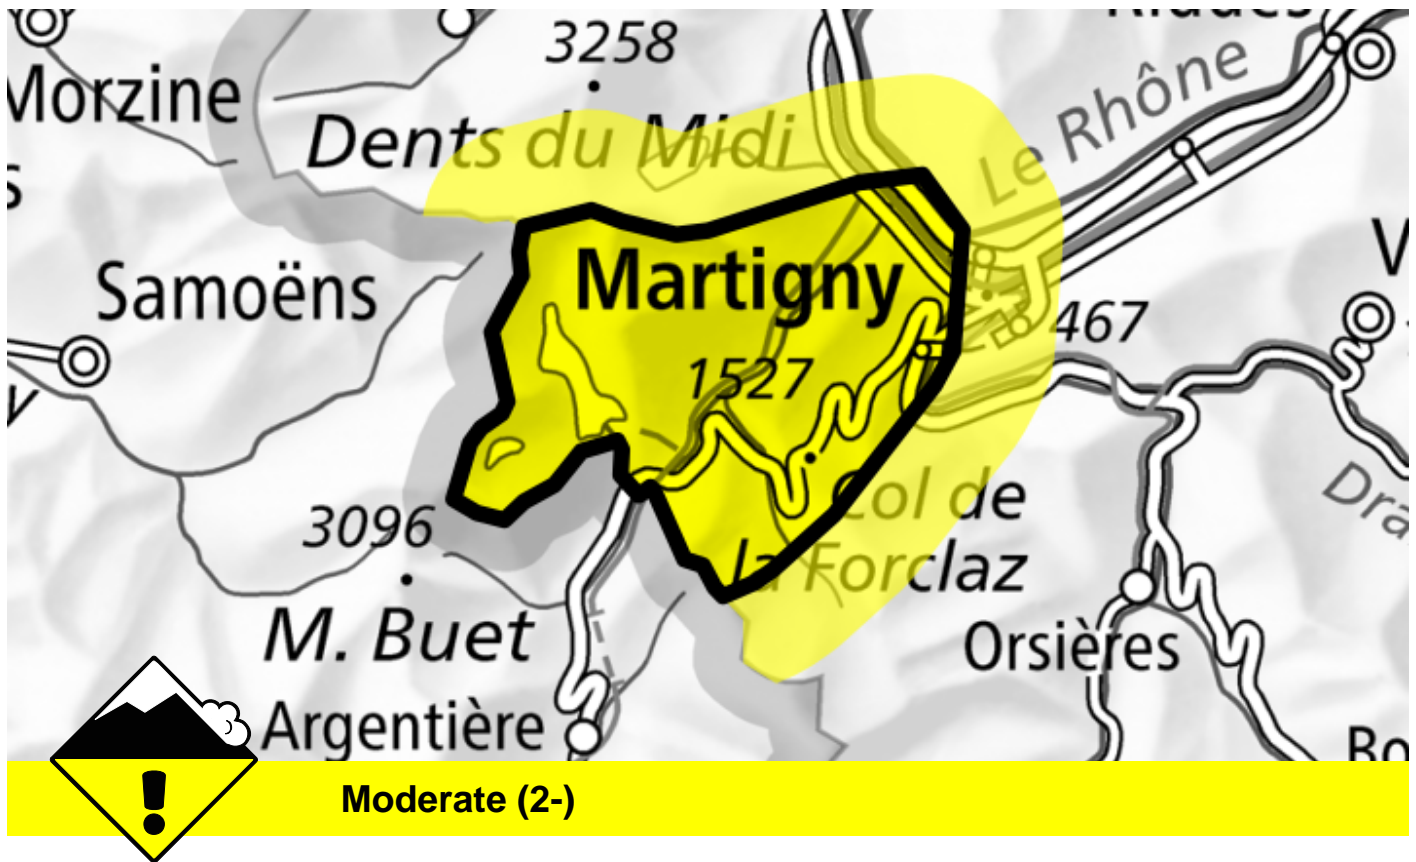 3258
Morzine
Dents du Midi
Le Rhône
Samoëns
Martigny
467
1527
3096
Col de
la Forclaz
M. Buet
Orsières
Argentière
Moderate (2-)